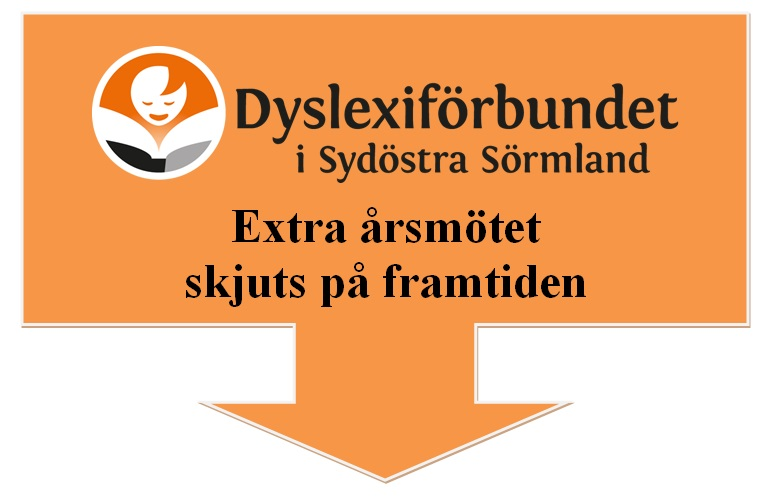 Dyslexiförbundet
i Sydöstra Sörmland
Extra årsmötet
skjuts på framtiden